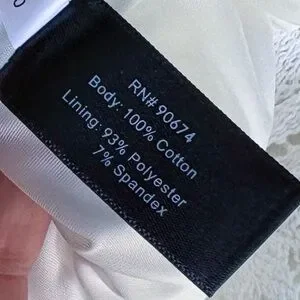 RN# 90674
Body: 100% Cotton
Lining: 93% Polyester
7% Spandex